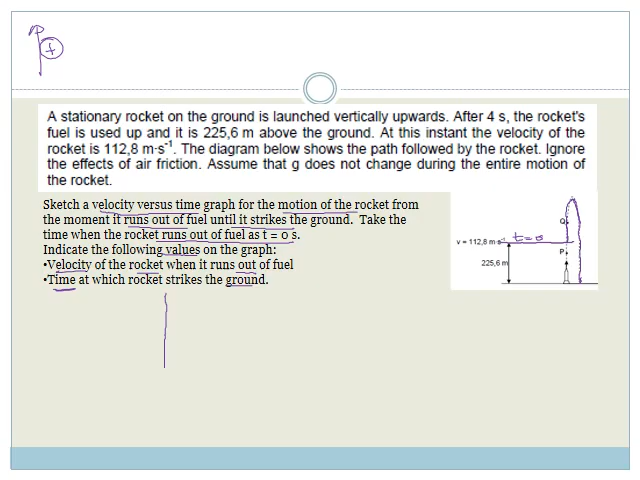 +
A stationary rocket on the ground is launched vertically upwards. After 4 s, the rocket's
fuel is used up and it is 225,6 m above the ground. At this instant the velocity of the
rocket is 112,8 m·s⁻¹. The diagram below shows the path followed by the rocket. Ignore
the effects of air friction. Assume that g does not change during the entire motion of
the rocket.
Sketch a velocity versus time graph for the motion of the rocket from
the moment it runs out of fuel until it strikes the ground. Take the
time when the rocket runs out of fuel as t = 0 s.
Indicate the following values on the graph:
•Velocity of the rocket when it runs out of fuel
•Time at which rocket strikes the ground.
Q
t=0
v = 112,8 m·s⁻¹
P
225,6 m